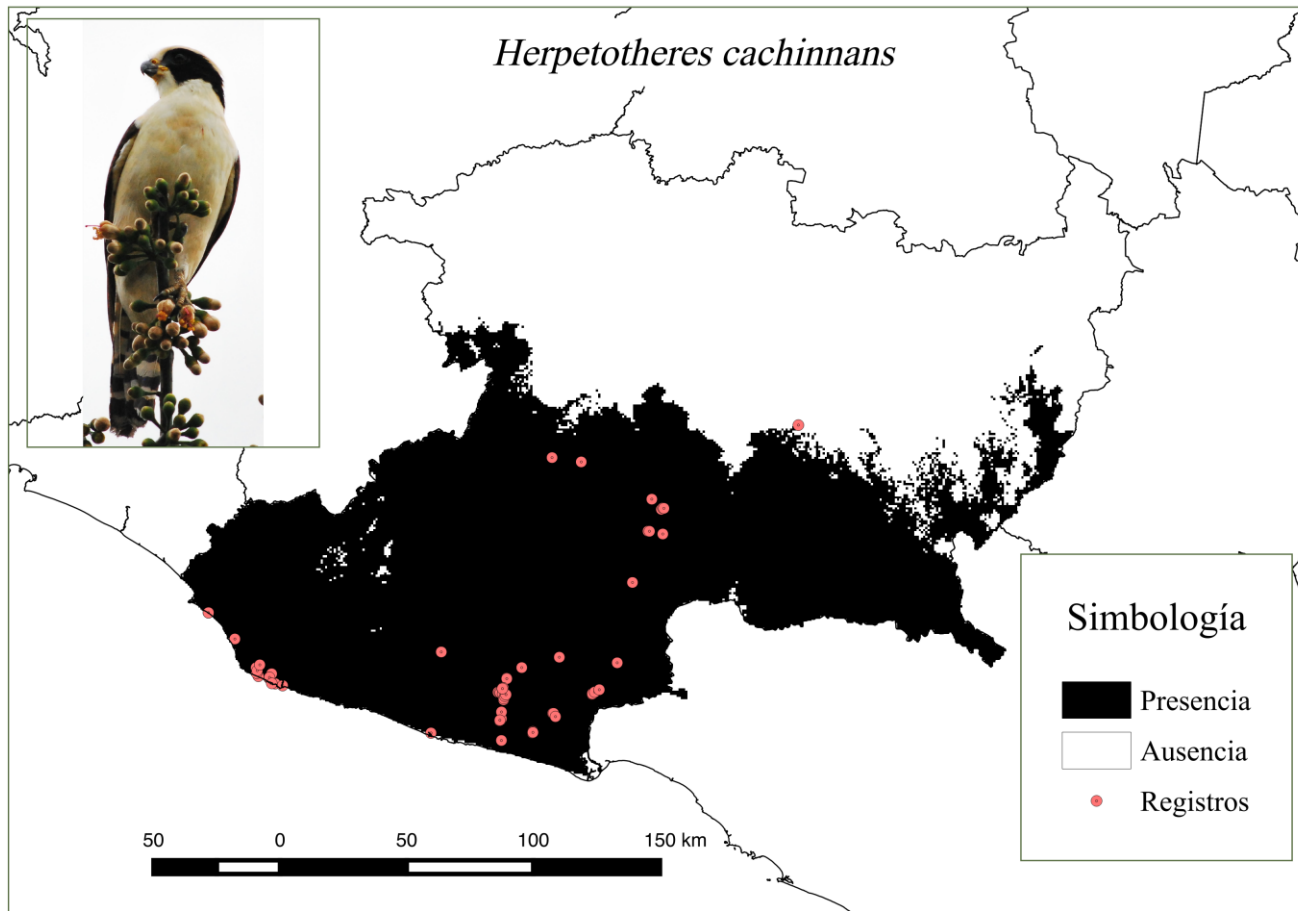 Herpetotheres cachinnans
Simbología
Presencia
Ausencia
Registros
50 0 50 100 150 km